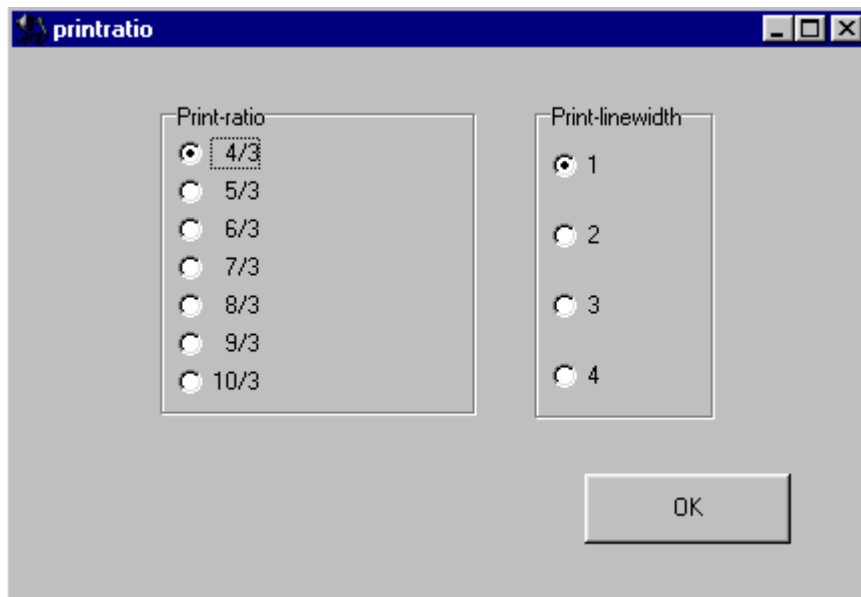 printratio
Print-ratio
4/3
5/3
6/3
7/3
8/3
9/3
10/3
Print-linewidth
1
2
3
4
OK